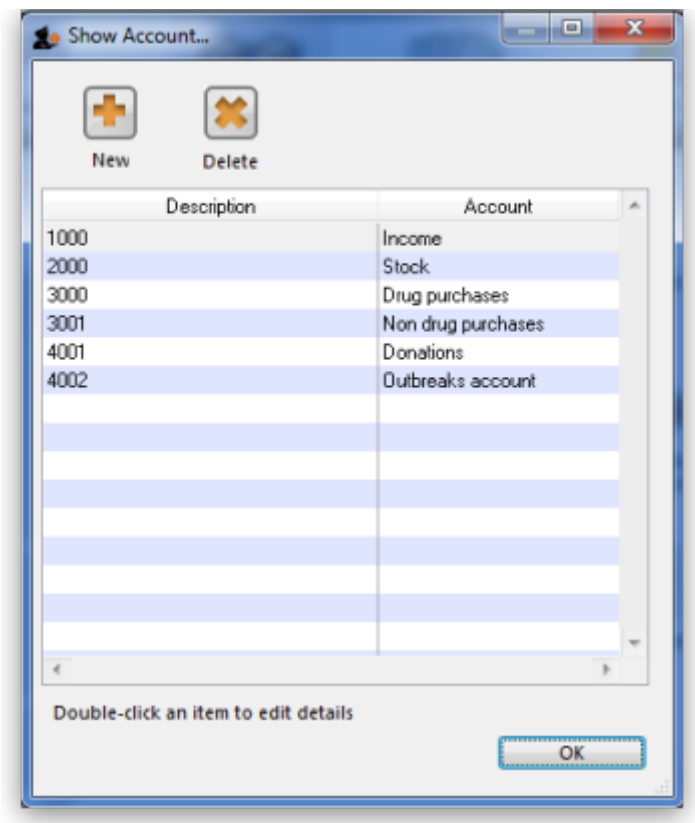 Show Account...
New Delete
Description Account
1000 Income
2000 Stock
3000 Drug purchases
3001 Non drug purchases
4001 Donations
4002 Outbreaks account
Double-click an item to edit details
OK